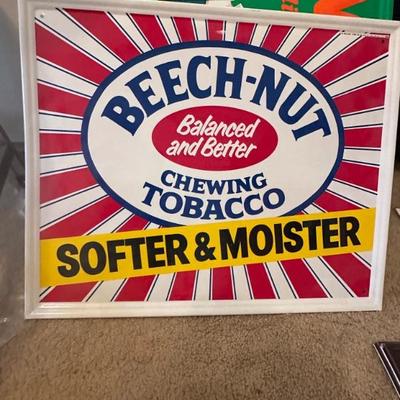 BEECH-NUT
Balanced
and Better
CHEWING
TOBACCO
SOFTER & MOISTER